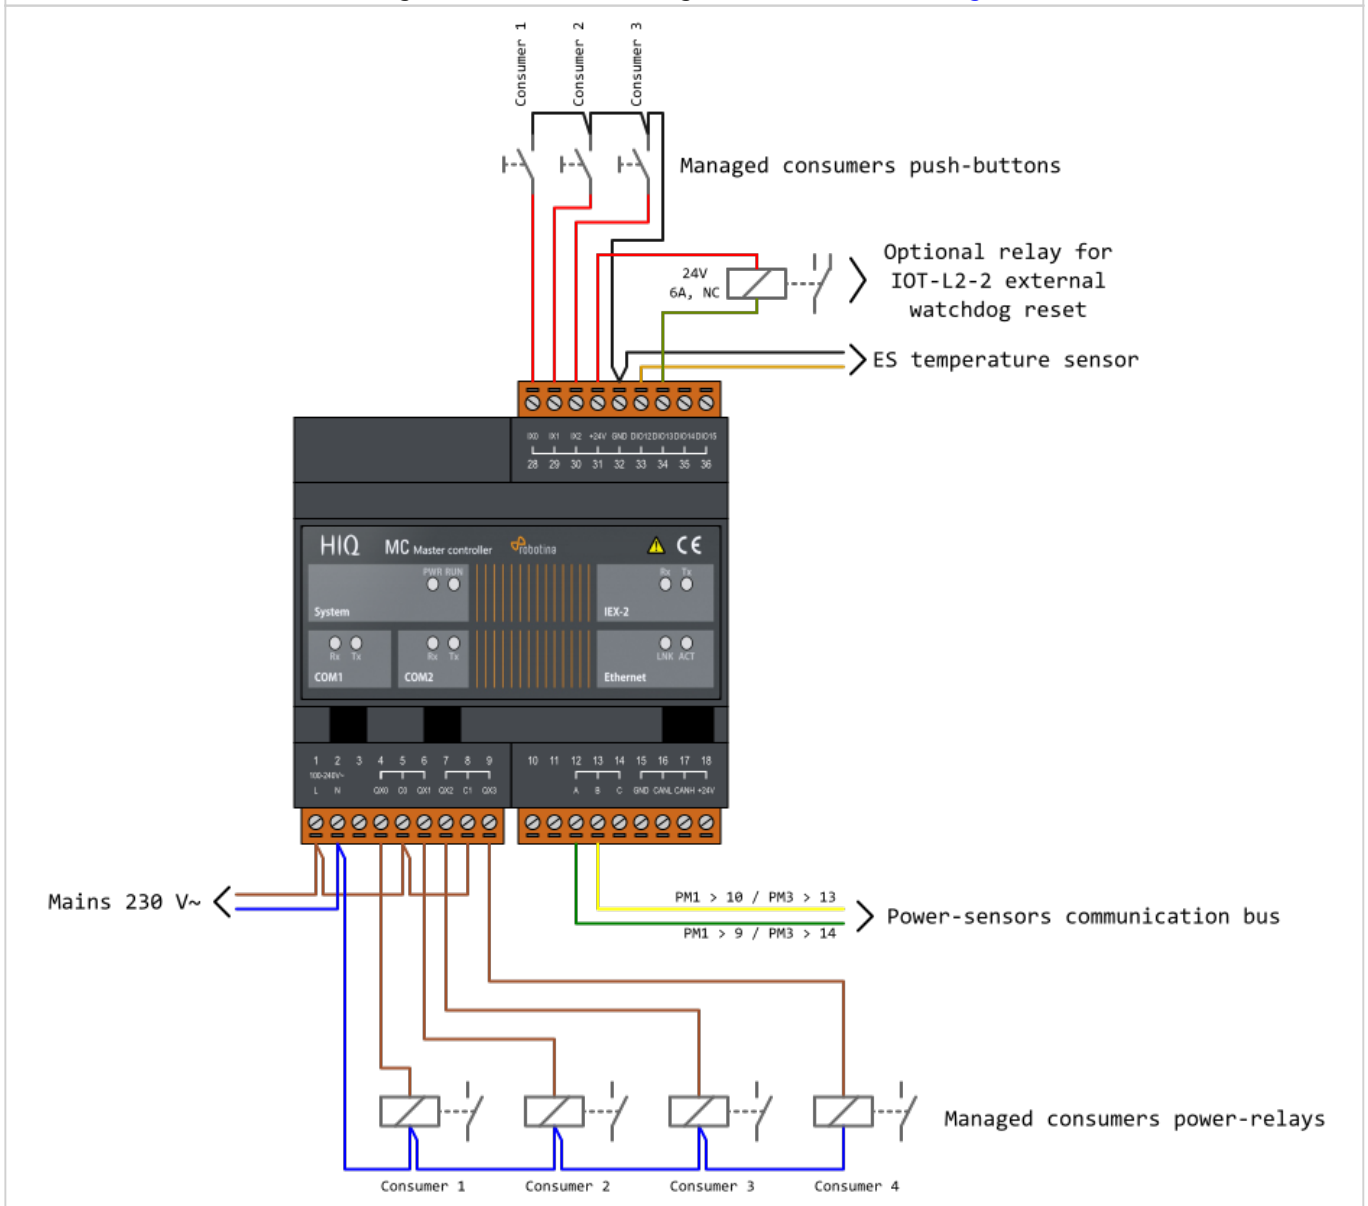 Consumer 1
Consumer 2
Consumer 3
Managed consumers push-buttons
Optional relay for
IOT-L2-2 external
watchdog reset
24V
6A, NC
ES temperature sensor
IX0 IX1 IX2 +24V GND DIO12 DIO13 DIO14 DIO15
28 29 30 31 32 33 34 35 36
HIQ MC Master controller robotina CE
PWR RUN
Rx Tx
System
IEX-2
Rx Tx
Rx Tx
LNK ACT
COM1
COM2
Ethernet
1 2 3 4 5 6 7 8 9 10 11 12 13 14 15 16 17 18
100-240V~
L N QX0 C0 QX1 QX2 C1 QX3 A B C GND CANL CANH +24V
Mains 230 V~
PM1 > 10 / PM3 > 13
Power-sensors communication bus
PM1 > 9 / PM3 > 14
Managed consumers power-relays
Consumer 1
Consumer 2
Consumer 3
Consumer 4